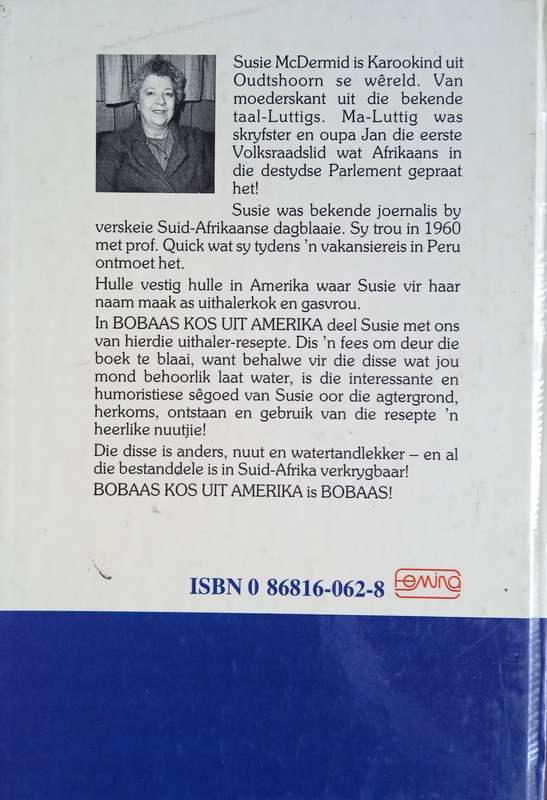 Susie McDermid is Karookind uit
Oudtshoorn se wêreld. Van
moederskant uit die bekende
taal-Luttigs. Ma-Luttig was
skryfster en oupa Jan die eerste
Volksraadslid wat Afrikaans in
die destydse Parlement gepraat
het!
Susie was bekende joernalis by
verskeie Suid-Afrikaanse dagblaaie. Sy trou in 1960
met prof. Quick wat sy tydens 'n vakansiereis in Peru
ontmoet het.
Hulle vestig hulle in Amerika waar Susie vir haar
naam maak as uithalerkok en gasvrou.
In BOBAAS KOS UIT AMERIKA deel Susie met ons
van hierdie uithaler-resepte. Dis 'n fees om deur die
boek te blaai, want behalwe vir die disse wat jou
mond behoorlik laat water, is die interessante en
humoristiese sêgoed van Susie oor die agtergrond,
herkoms, ontstaan en gebruik van die resepte 'n
heerlike nuutjie!
Die disse is anders, nuut en watertandlekker – en al
die bestanddele is in Suid-Afrika verkrygbaar!
BOBAAS KOS UIT AMERIKA is BOBAAS!
ISBN 0 86816-062-8
Femina